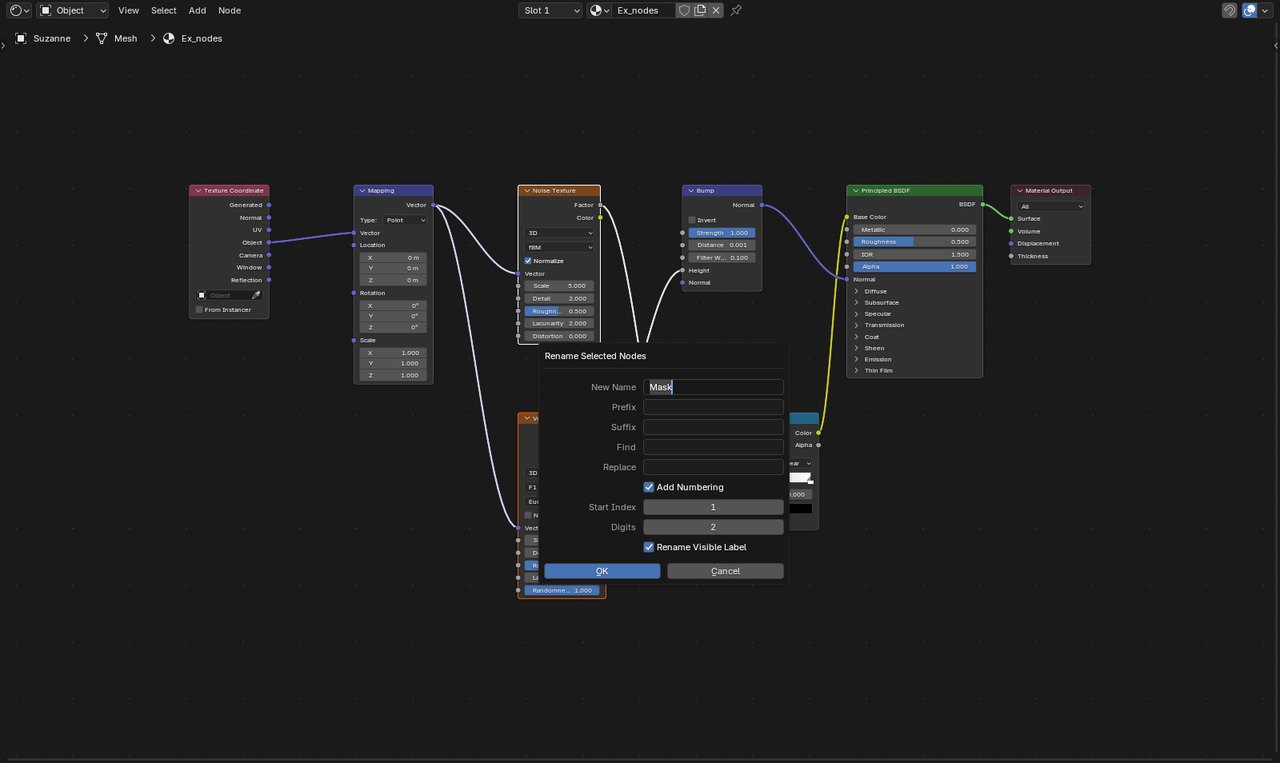 Object
View
Select
Add
Node
Slot 1
Ex_nodes
Suzanne
Mesh
Ex_nodes
Texture Coordinate
Generated
Normal
UV
Object
Camera
Window
Reflection
Object
From Instancer
Mapping
Vector
Type: Point
Vector
Location
X 0 m
Y 0 m
Z 0 m
Rotation
X 0°
Y 0°
Z 0°
Scale
X 1.000
Y 1.000
Z 1.000
Noise Texture
Factor
Color
3D
fBM
Normalize
Vector
Scale 5.000
Detail 2.000
Roughn... 0.500
Lacunarity 2.000
Distortion 0.000
Bump
Normal
Invert
Strength 1.000
Distance 0.001
Filter W... 0.100
Height
Normal
Principled BSDF
BSDF
Base Color
Metallic 0.000
Roughness 0.500
IOR 1.500
Alpha 1.000
Normal
Diffuse
Subsurface
Specular
Transmission
Coat
Sheen
Emission
Thin Film
Material Output
All
Surface
Volume
Displacement
Thickness
Rename Selected Nodes
New Name Mask
Prefix
Suffix
Find
Replace
Add Numbering
Start Index 1
Digits 2
Rename Visible Label
OK
Cancel
3D
F1
Randomne... 1.000
Color
Alpha